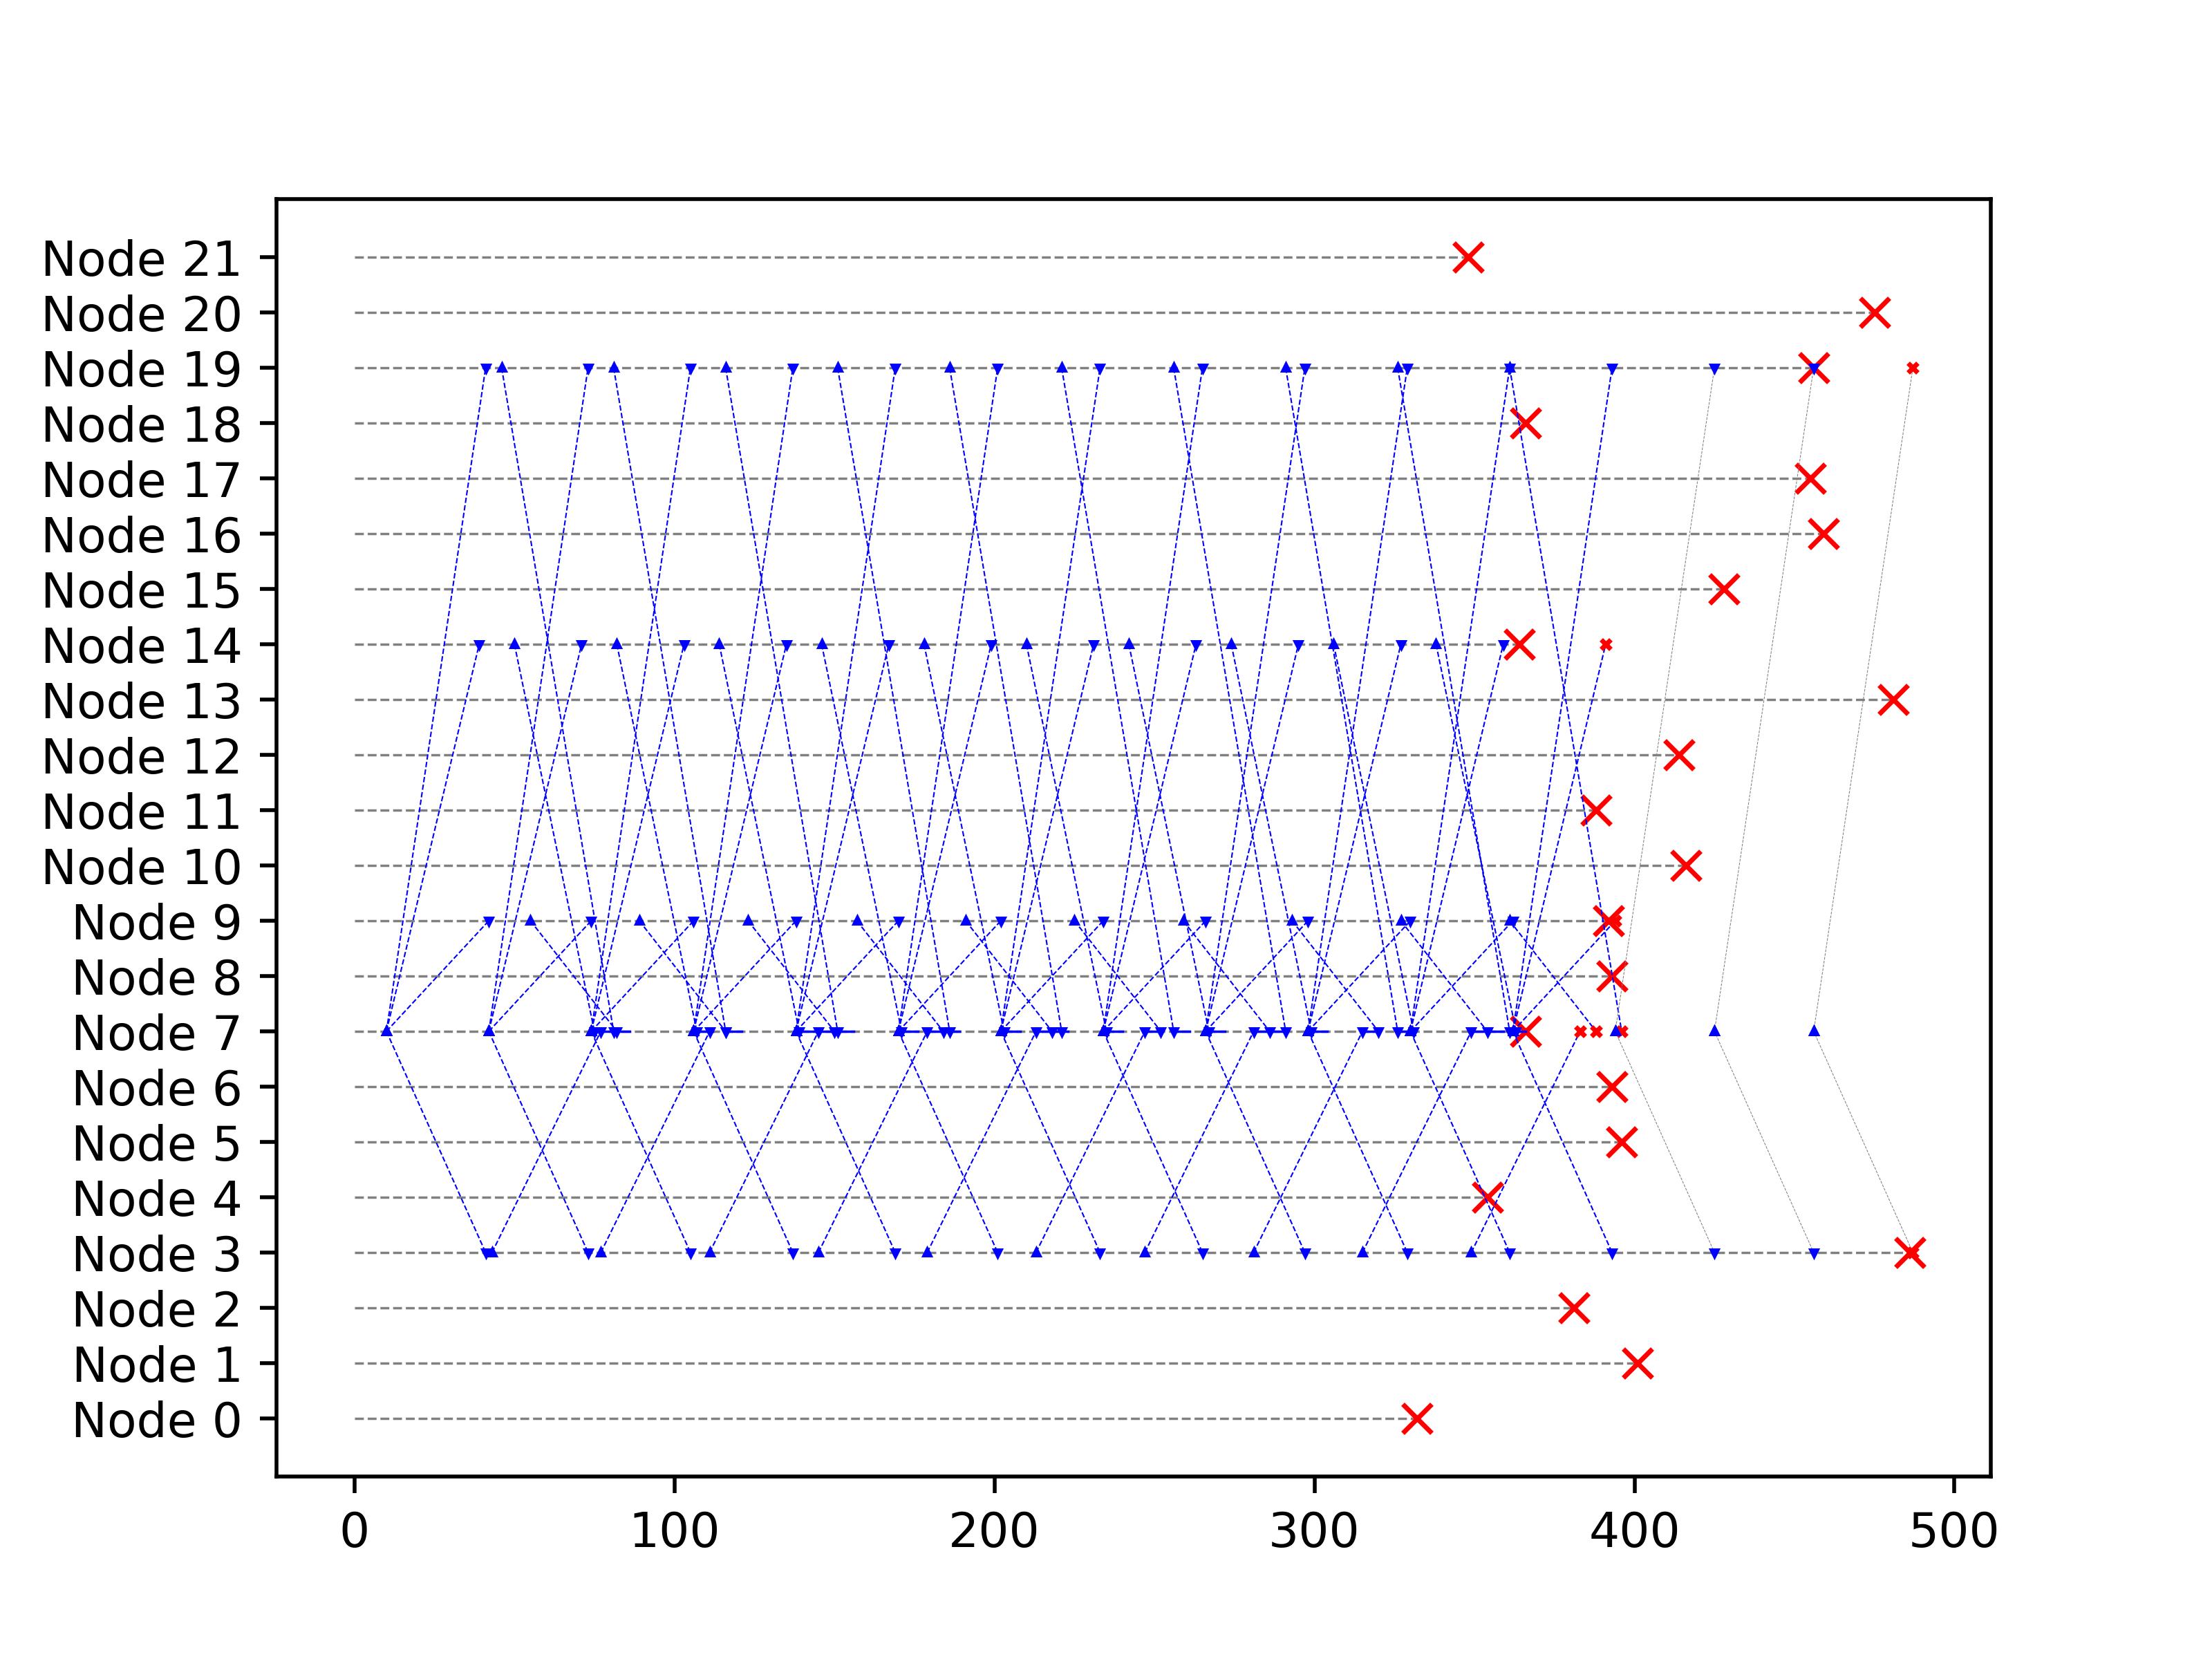 Node 21
Node 20
Node 19
Node 18
Node 17
Node 16
Node 15
Node 14
Node 13
Node 12
Node 11
Node 10
Node 9
Node 8
Node 7
Node 6
Node 5
Node 4
Node 3
Node 2
Node 1
Node 0
0 100 200 300 400 500